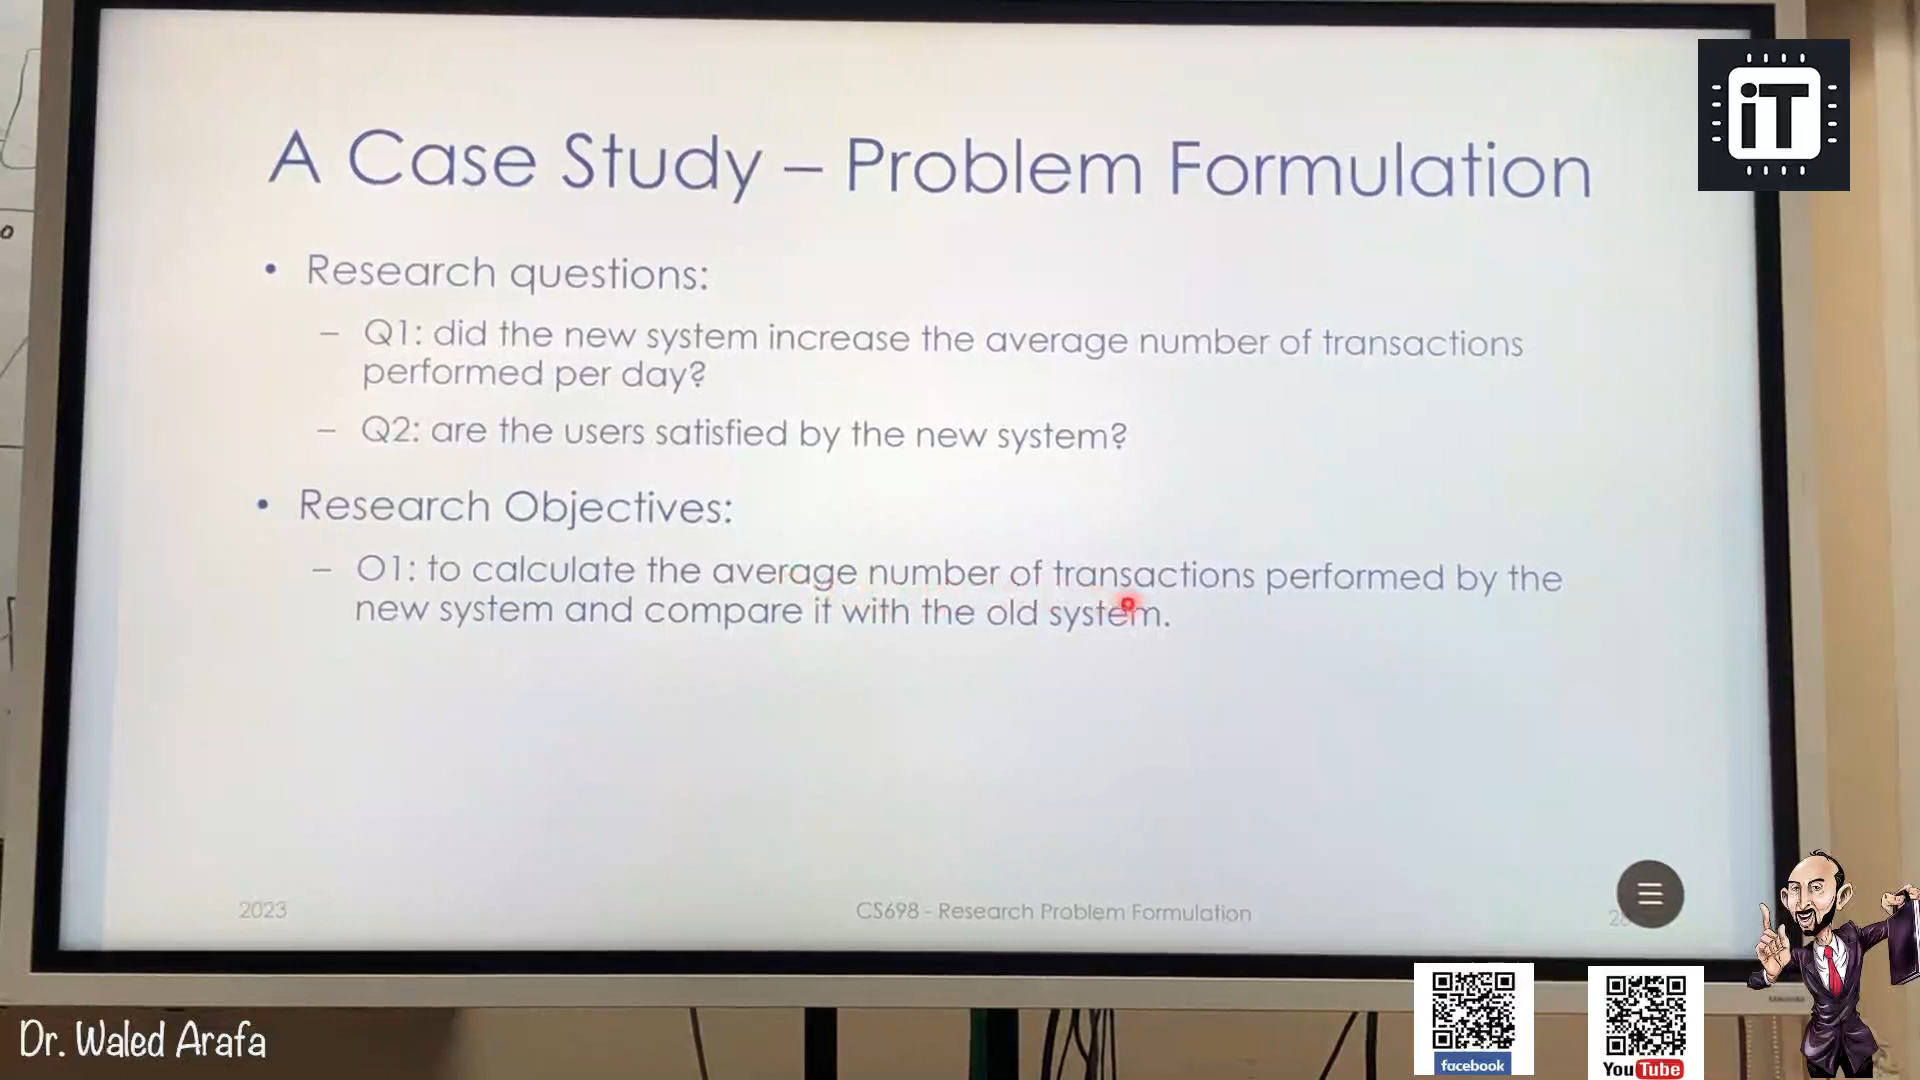 iT
A Case Study – Problem Formulation
• Research questions:
– Q1: did the new system increase the average number of transactions
performed per day?
– Q2: are the users satisfied by the new system?
• Research Objectives:
– O1: to calculate the average number of transactions performed by the
new system and compare it with the old system.
2023
CS698 - Research Problem Formulation
Dr. Waled Arafa
facebook
YouTube